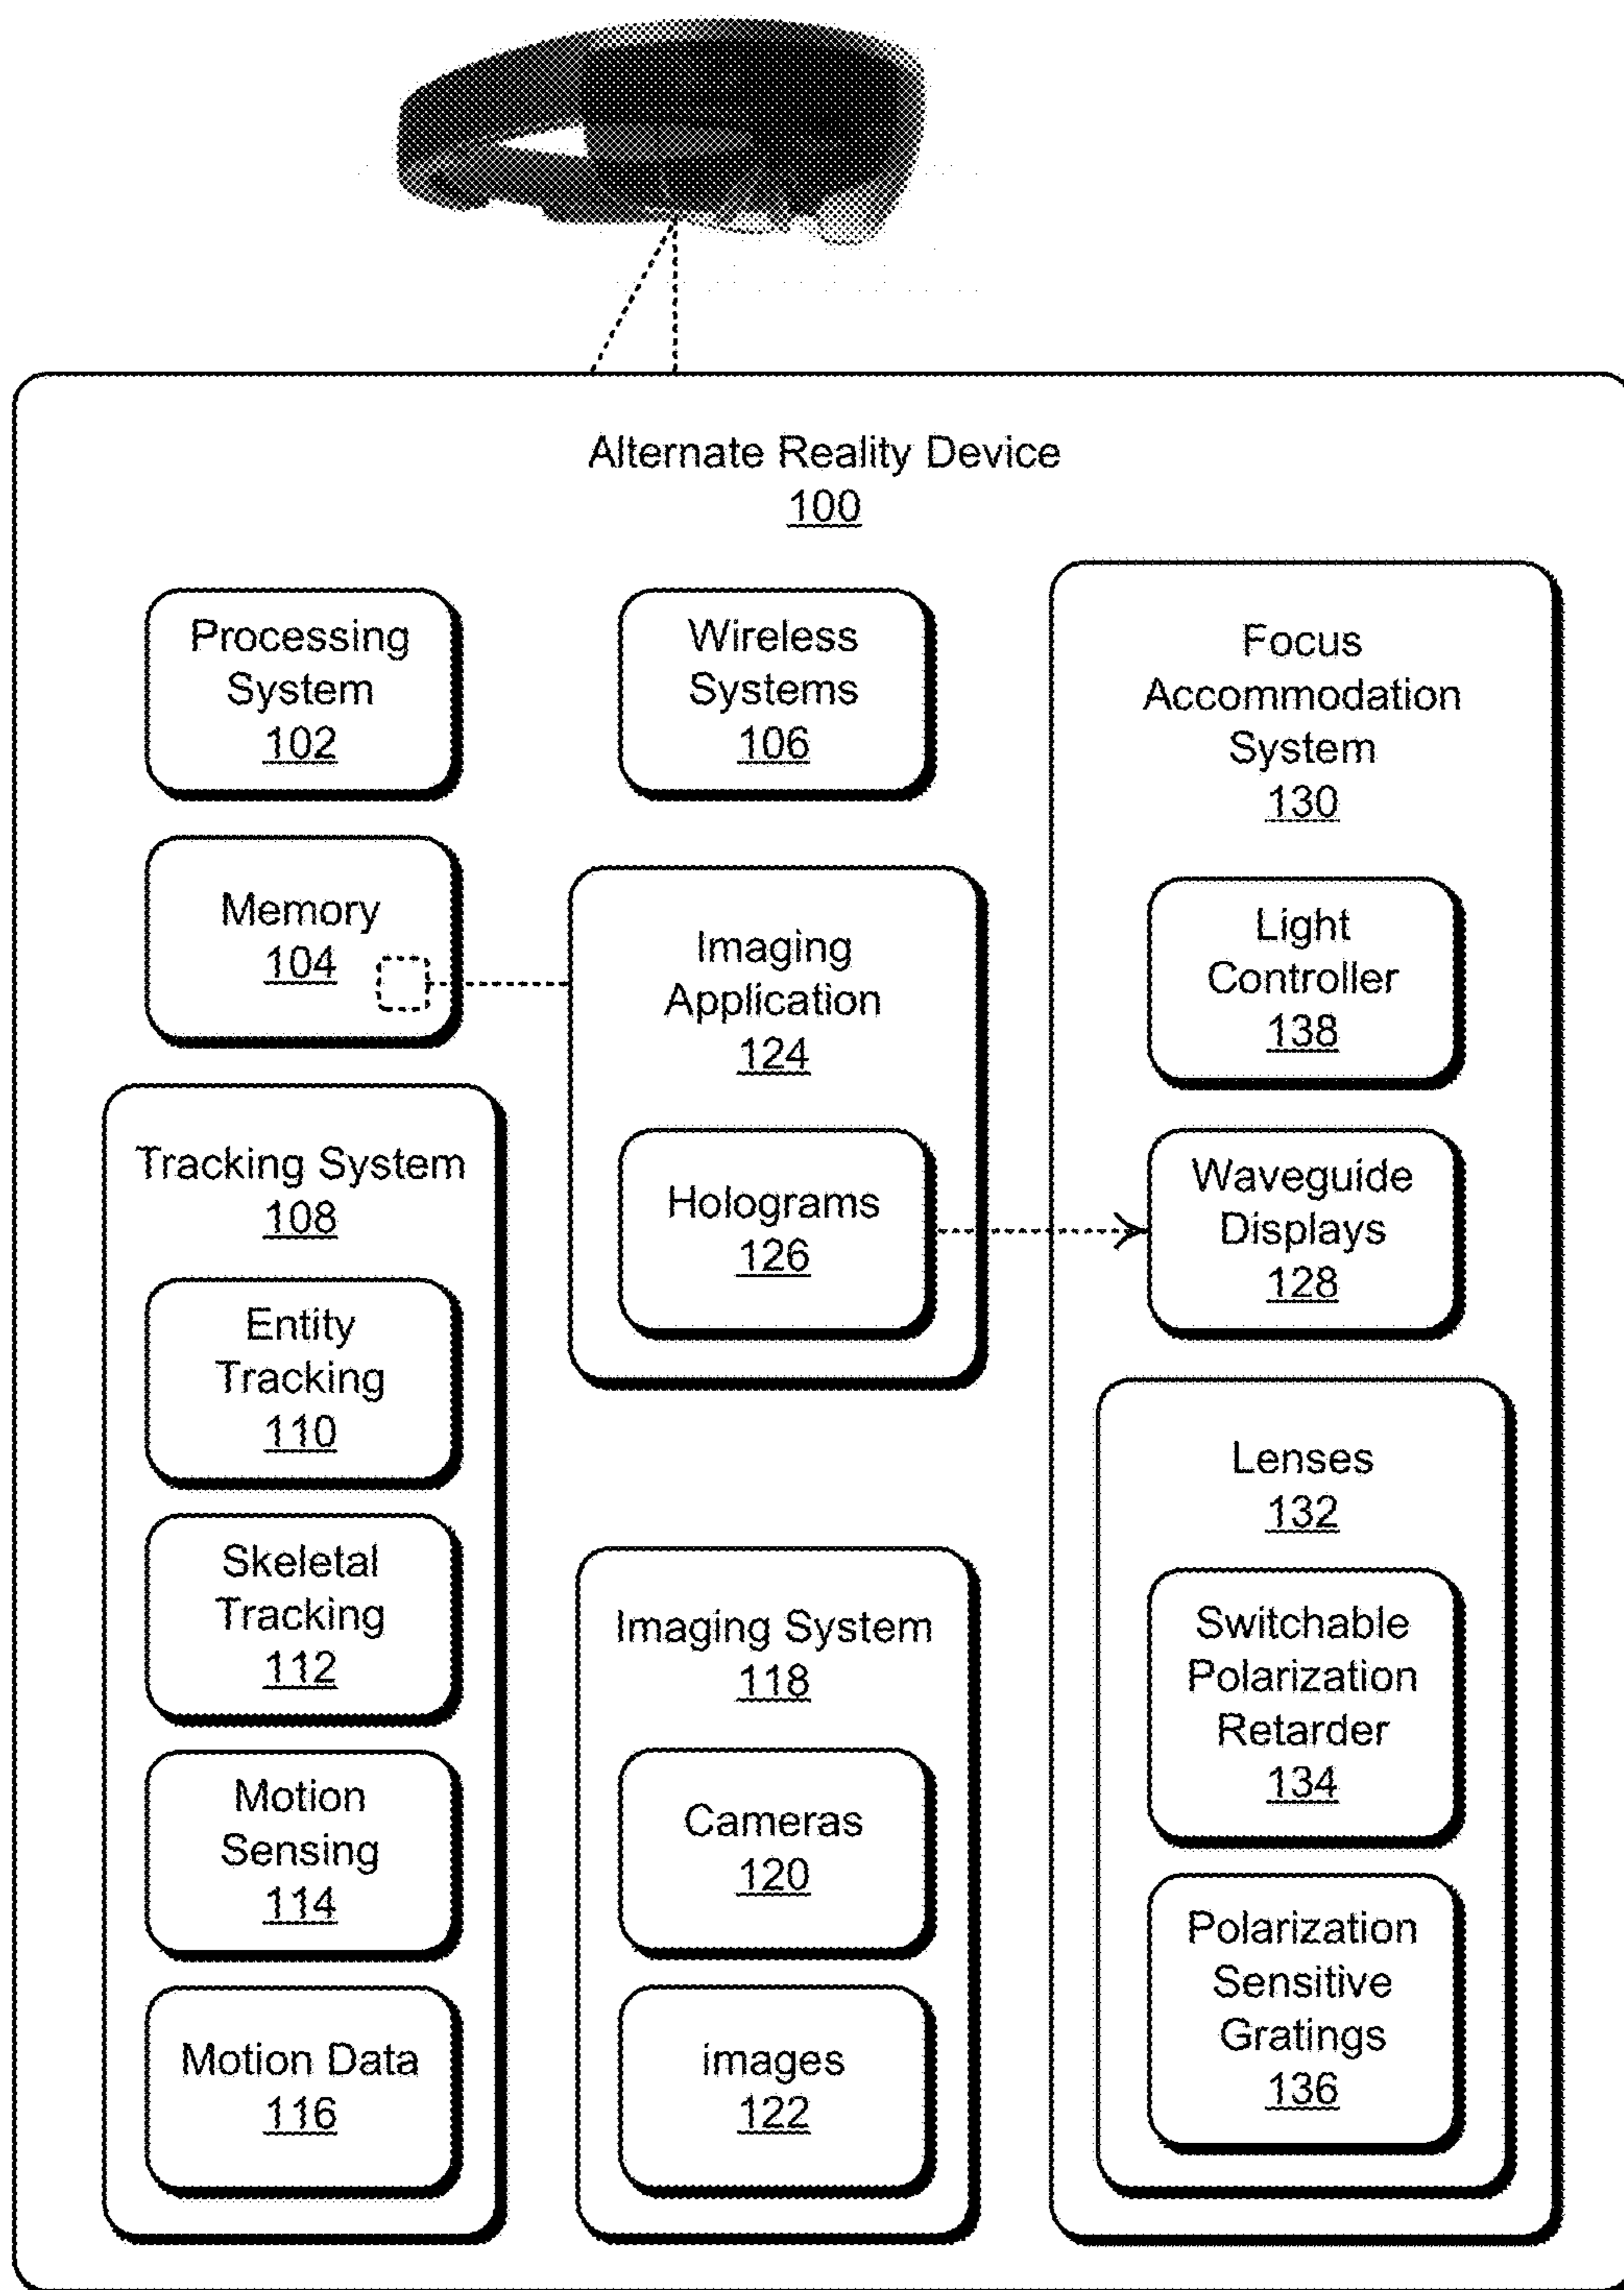 Alternate Reality Device
100
Processing
System
102
Wireless
Systems
106
Memory
104
Imaging
Application
124
Holograms
126
Tracking System
108
Entity
Tracking
110
Skeletal
Tracking
112
Motion
Sensing
114
Motion Data
116
Imaging System
118
Cameras
120
images
122
Focus
Accommodation
System
130
Light
Controller
138
Waveguide
Displays
128
Lenses
132
Switchable
Polarization
Retarder
134
Polarization
Sensitive
Gratings
136